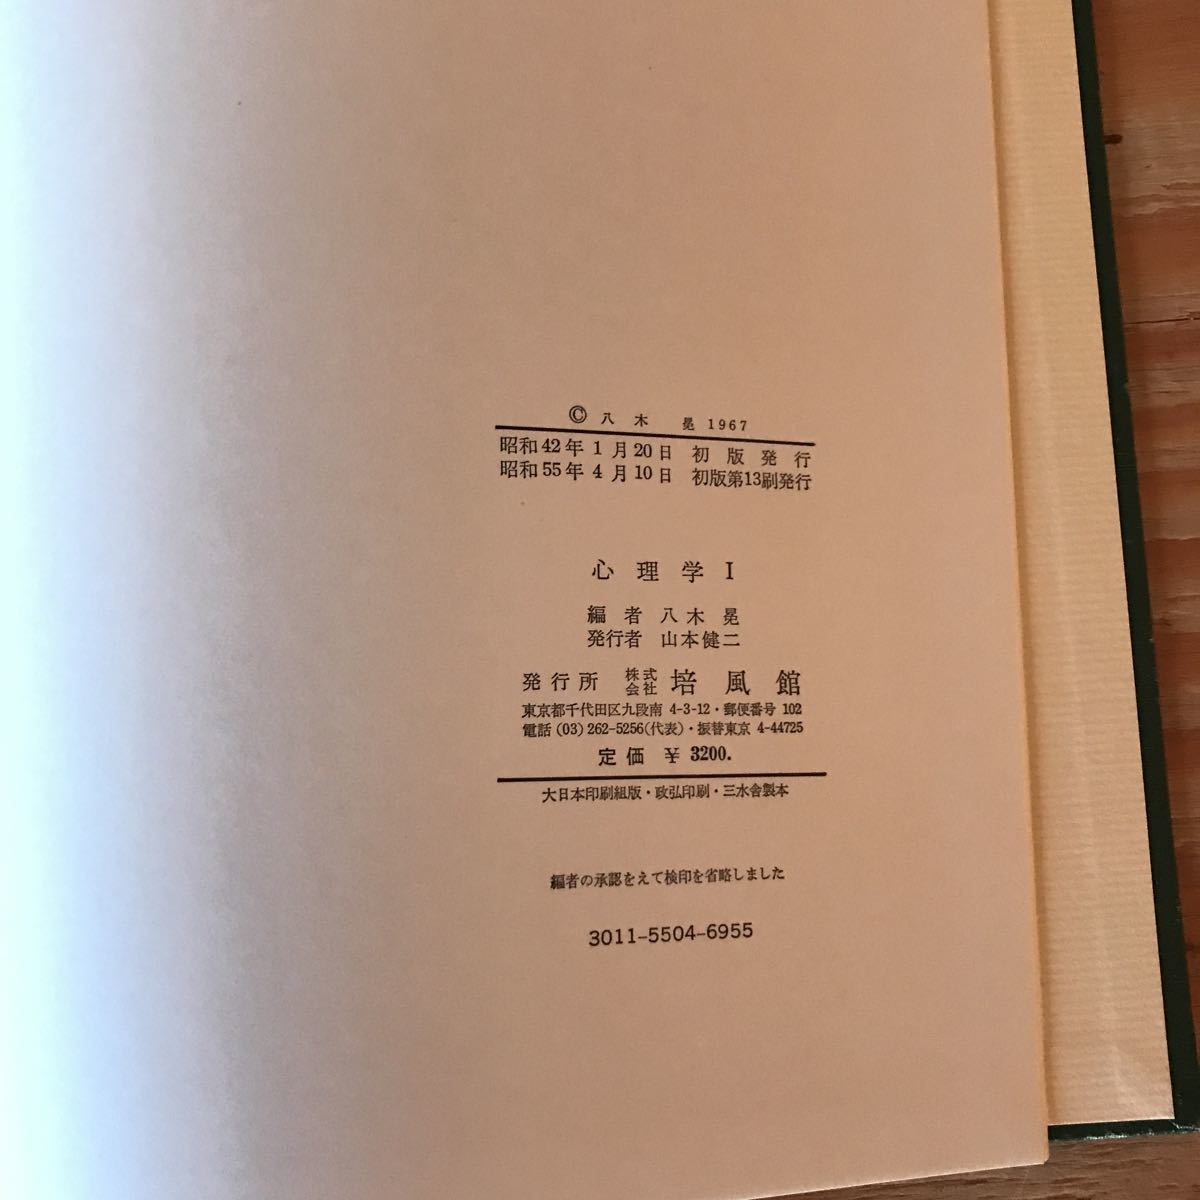 © 八木 晃 1967
昭和42年1月20日 初版発行
昭和55年4月10日 初版第13刷発行
心理学 I
編者 八木晃
発行者 山本健二
発行所 株式会社 培風館
東京都千代田区九段南 4-3-12・郵便番号 102
電話 (03) 262-5256 (代表)・振替東京 4-44725
定価 ¥ 3200.
大日本印刷組版・政弘印刷・三水舎製本
編者の承認をえて検印を省略しました
3011-5504-6955